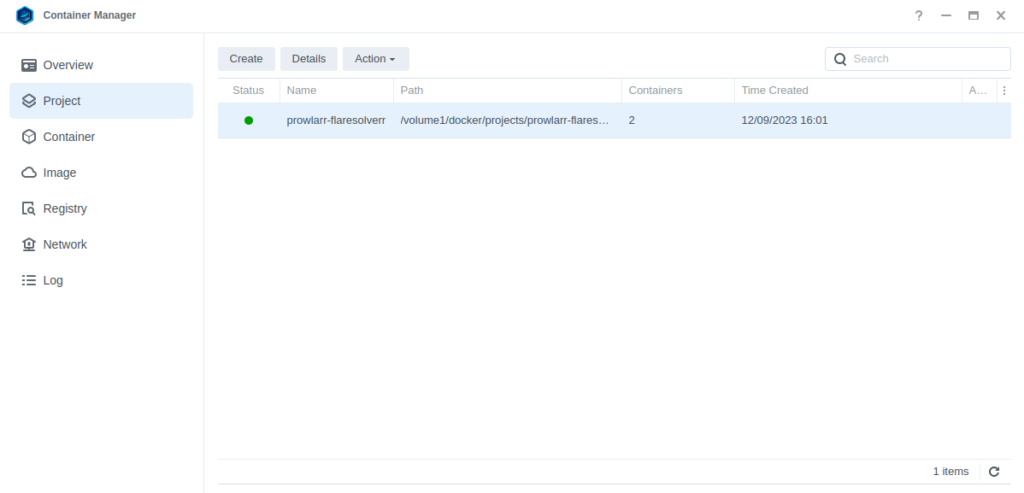 Container Manager
?
Overview
Project
Container
Image
Registry
Network
Log
Create Details Action
Search
Status Name Path Containers Time Created A...
prowlarr-flaresolverr /volume1/docker/projects/prowlarr-flares... 2 12/09/2023 16:01
1 items